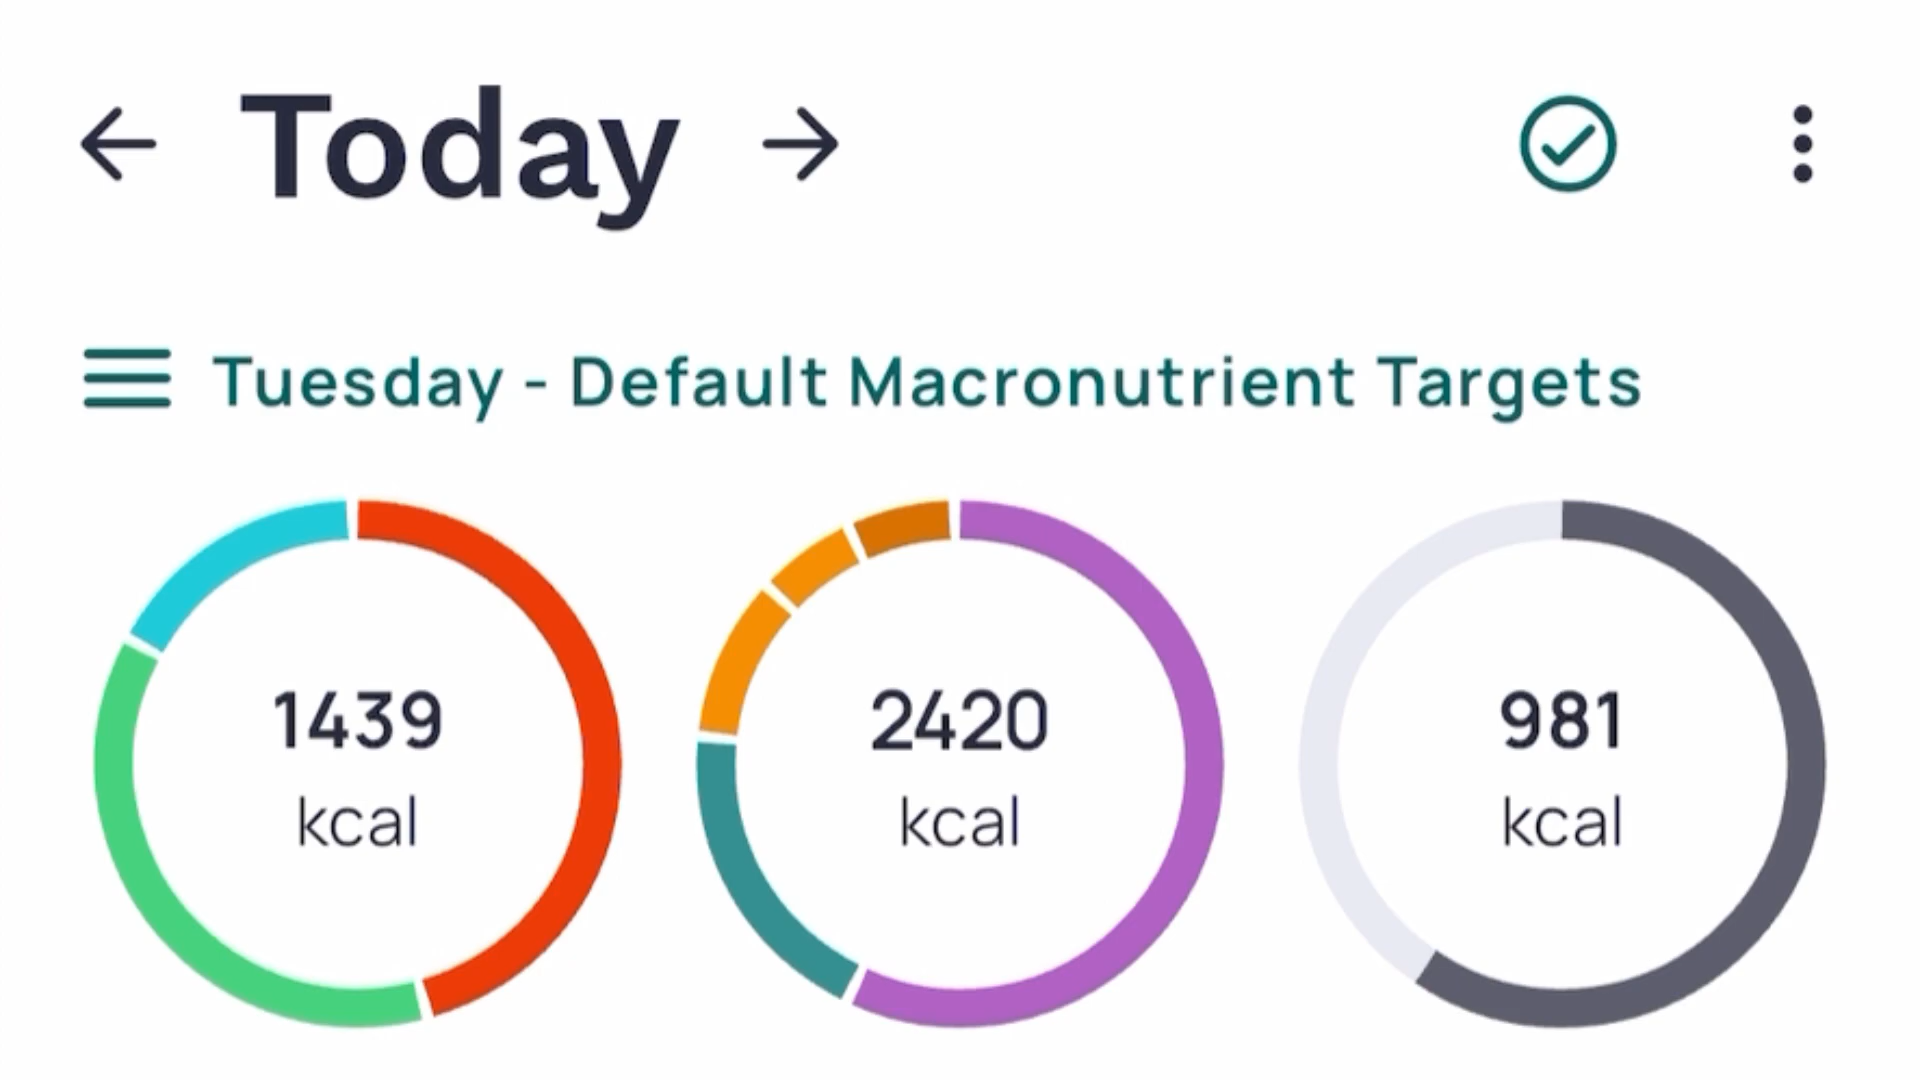 Today
Tuesday - Default Macronutrient Targets
1439
kcal
2420
kcal
981
kcal